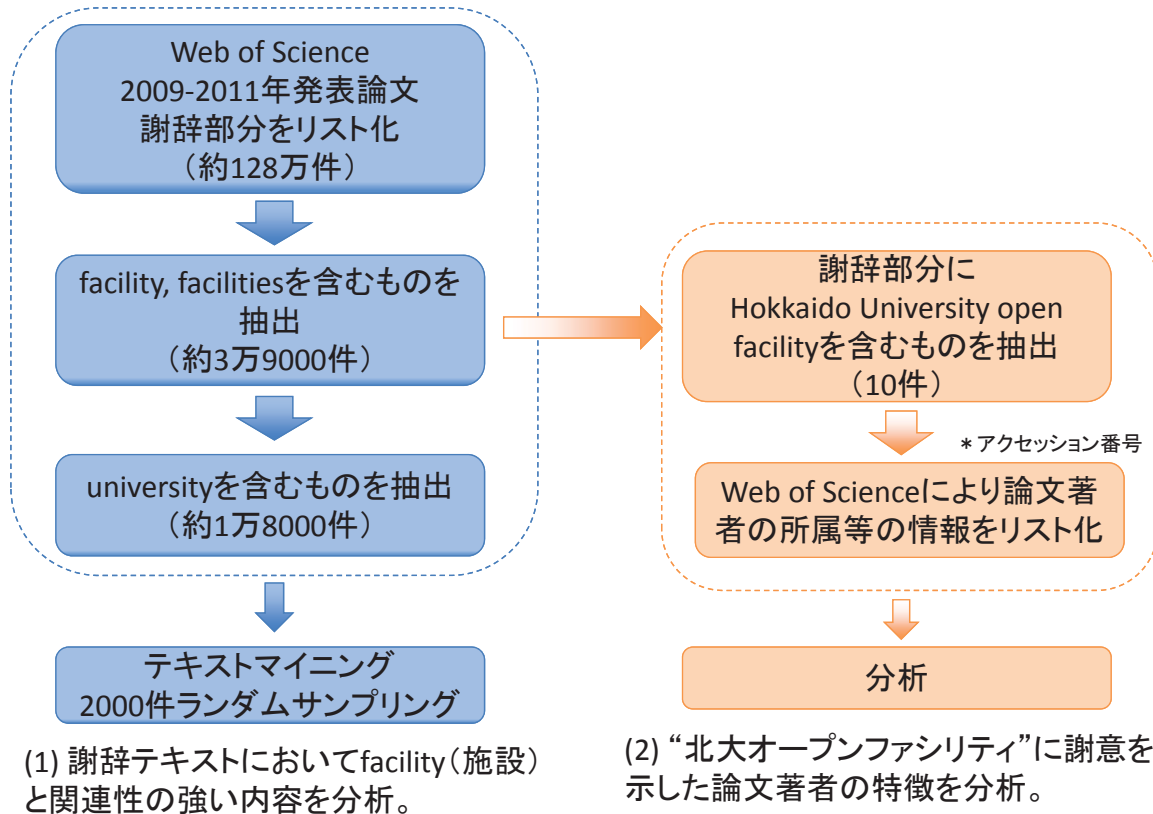 Web of Science
2009-2011年発表論文
謝辞部分をリスト化
（約128万件）
facility, facilitiesを含むものを
抽出
（約3万9000件）
universityを含むものを抽出
（約1万8000件）
テキストマイニング
2000件ランダムサンプリング
(1) 謝辞テキストにおいてfacility（施設）
と関連性の強い内容を分析。
謝辞部分に
Hokkaido University open
facilityを含むものを抽出
（10件）
＊アクセッション番号
Web of Scienceにより論文著
者の所属等の情報をリスト化
分析
(2) “北大オープンファシリティ”に謝意を
示した論文著者の特徴を分析。